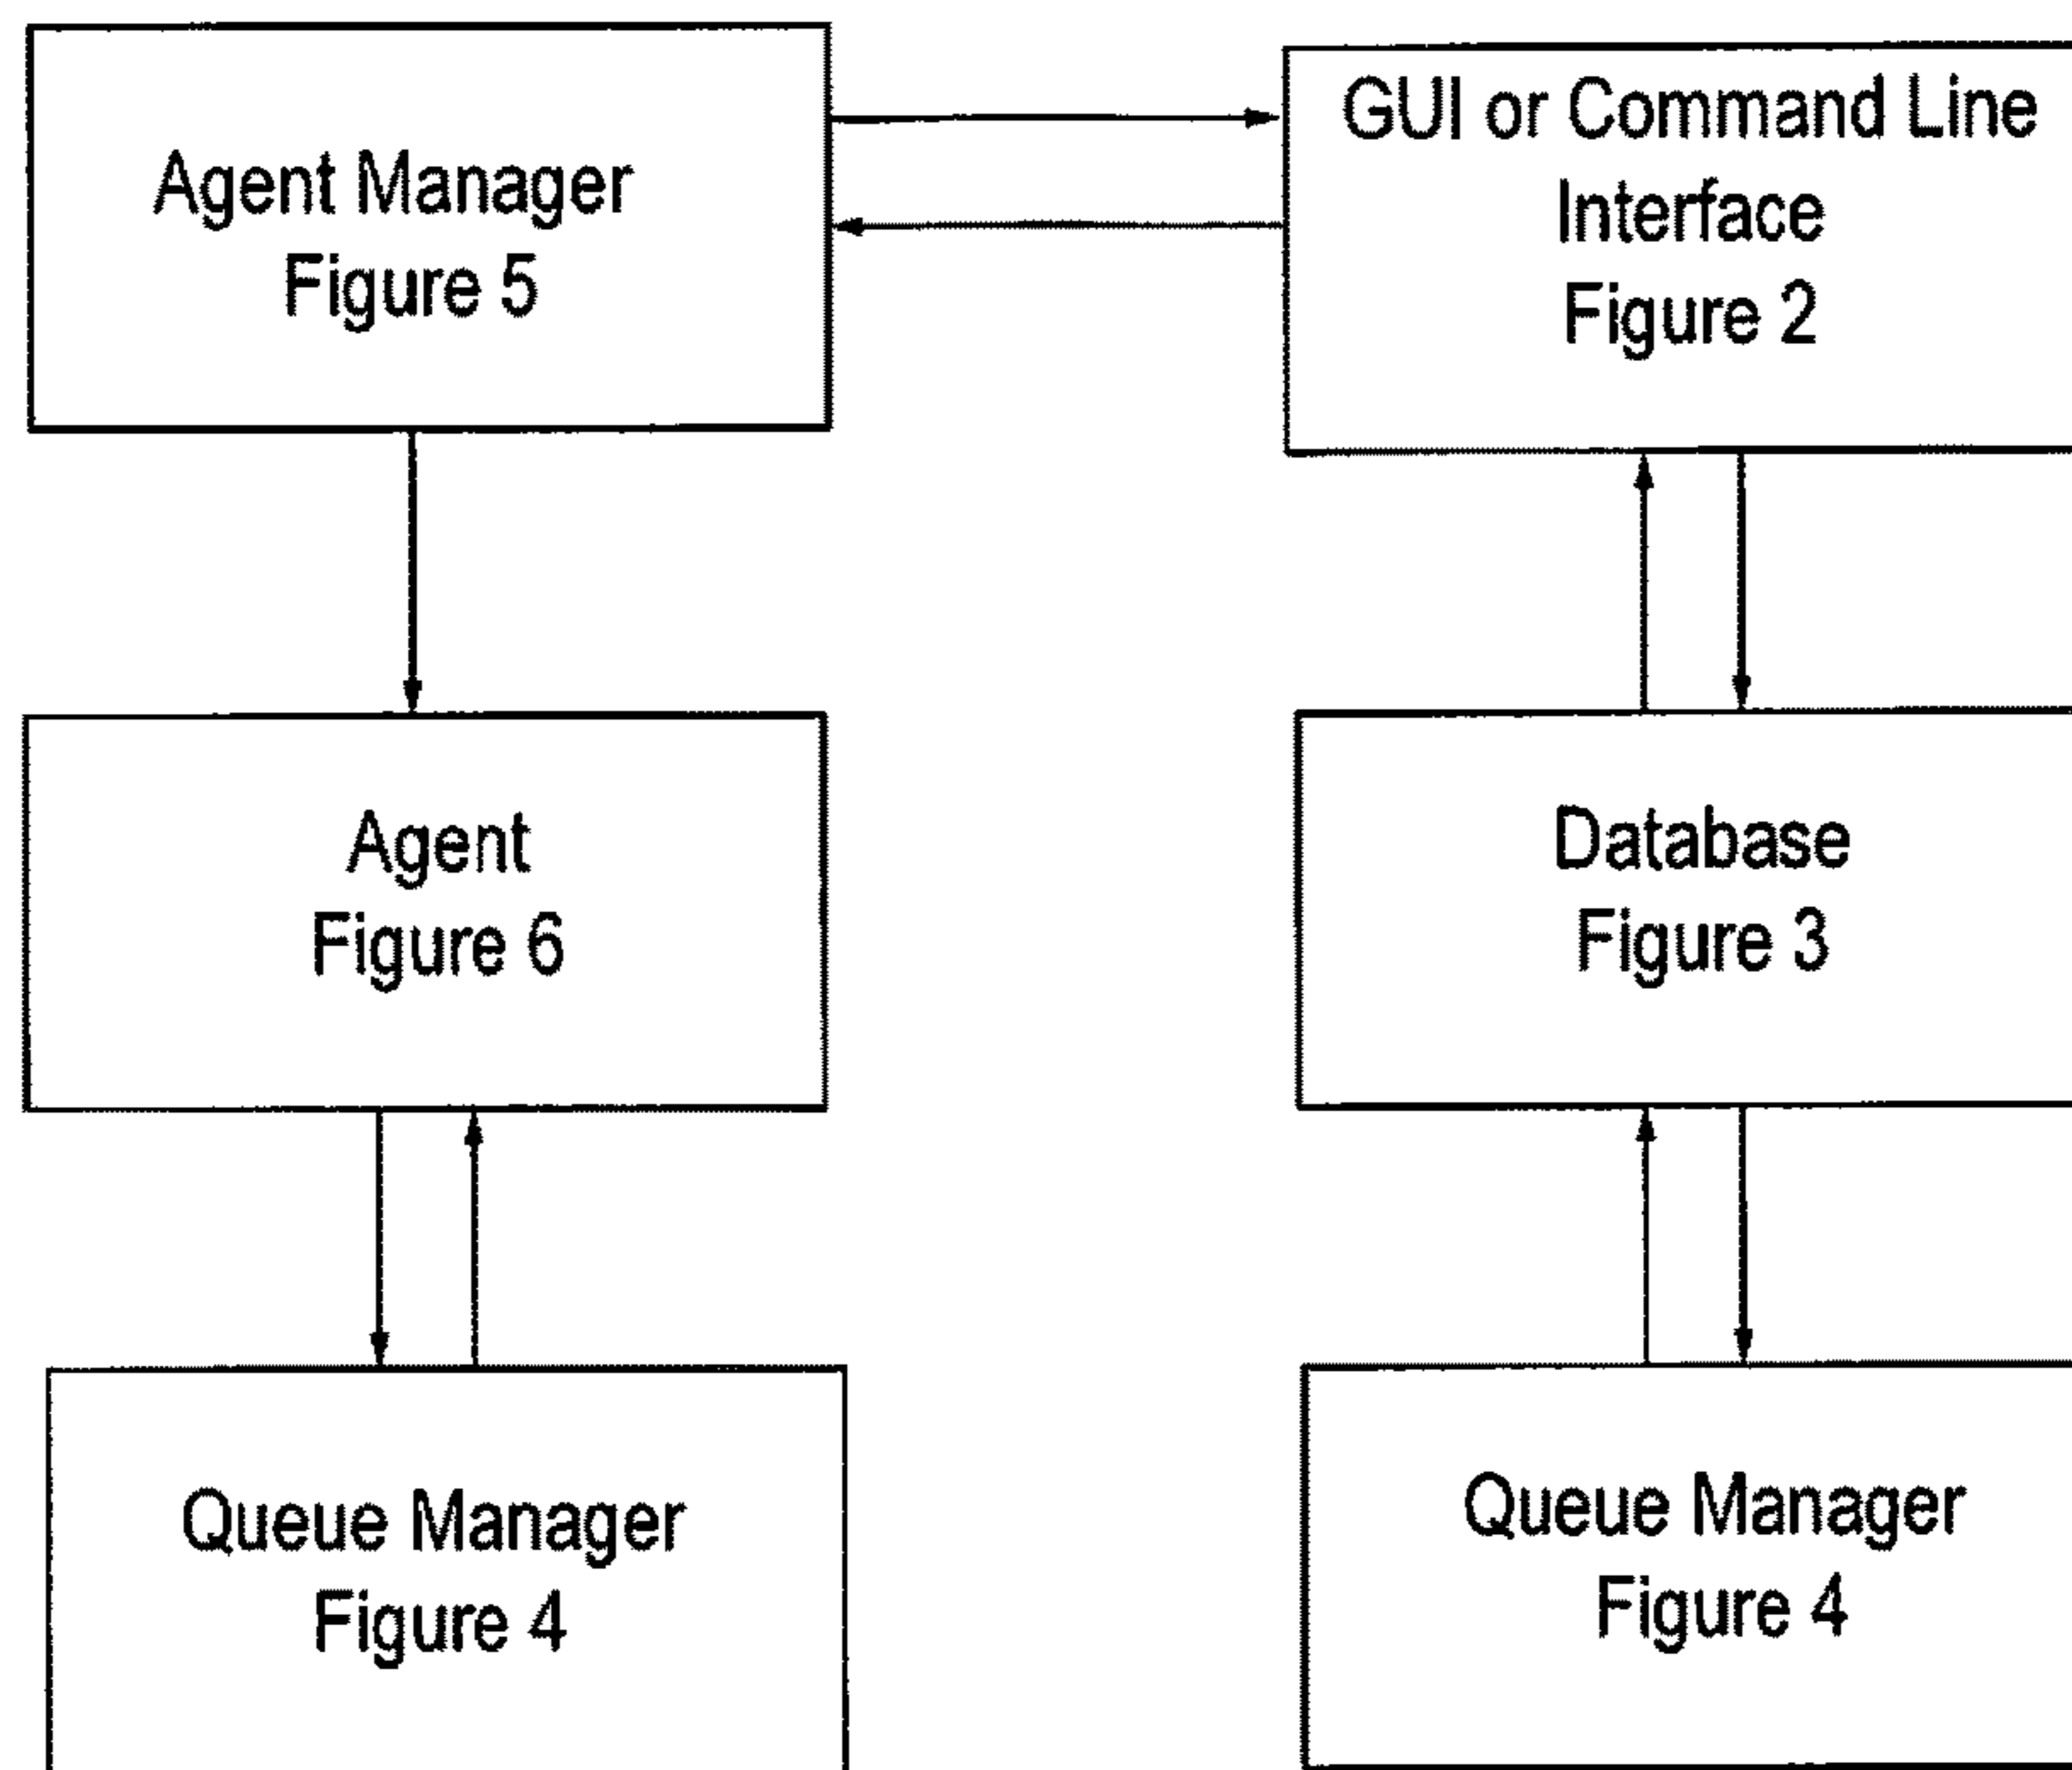 Agent Manager
Figure 5
GUI or Command Line
Interface
Figure 2
Agent
Figure 6
Database
Figure 3
Queue Manager
Figure 4
Queue Manager
Figure 4